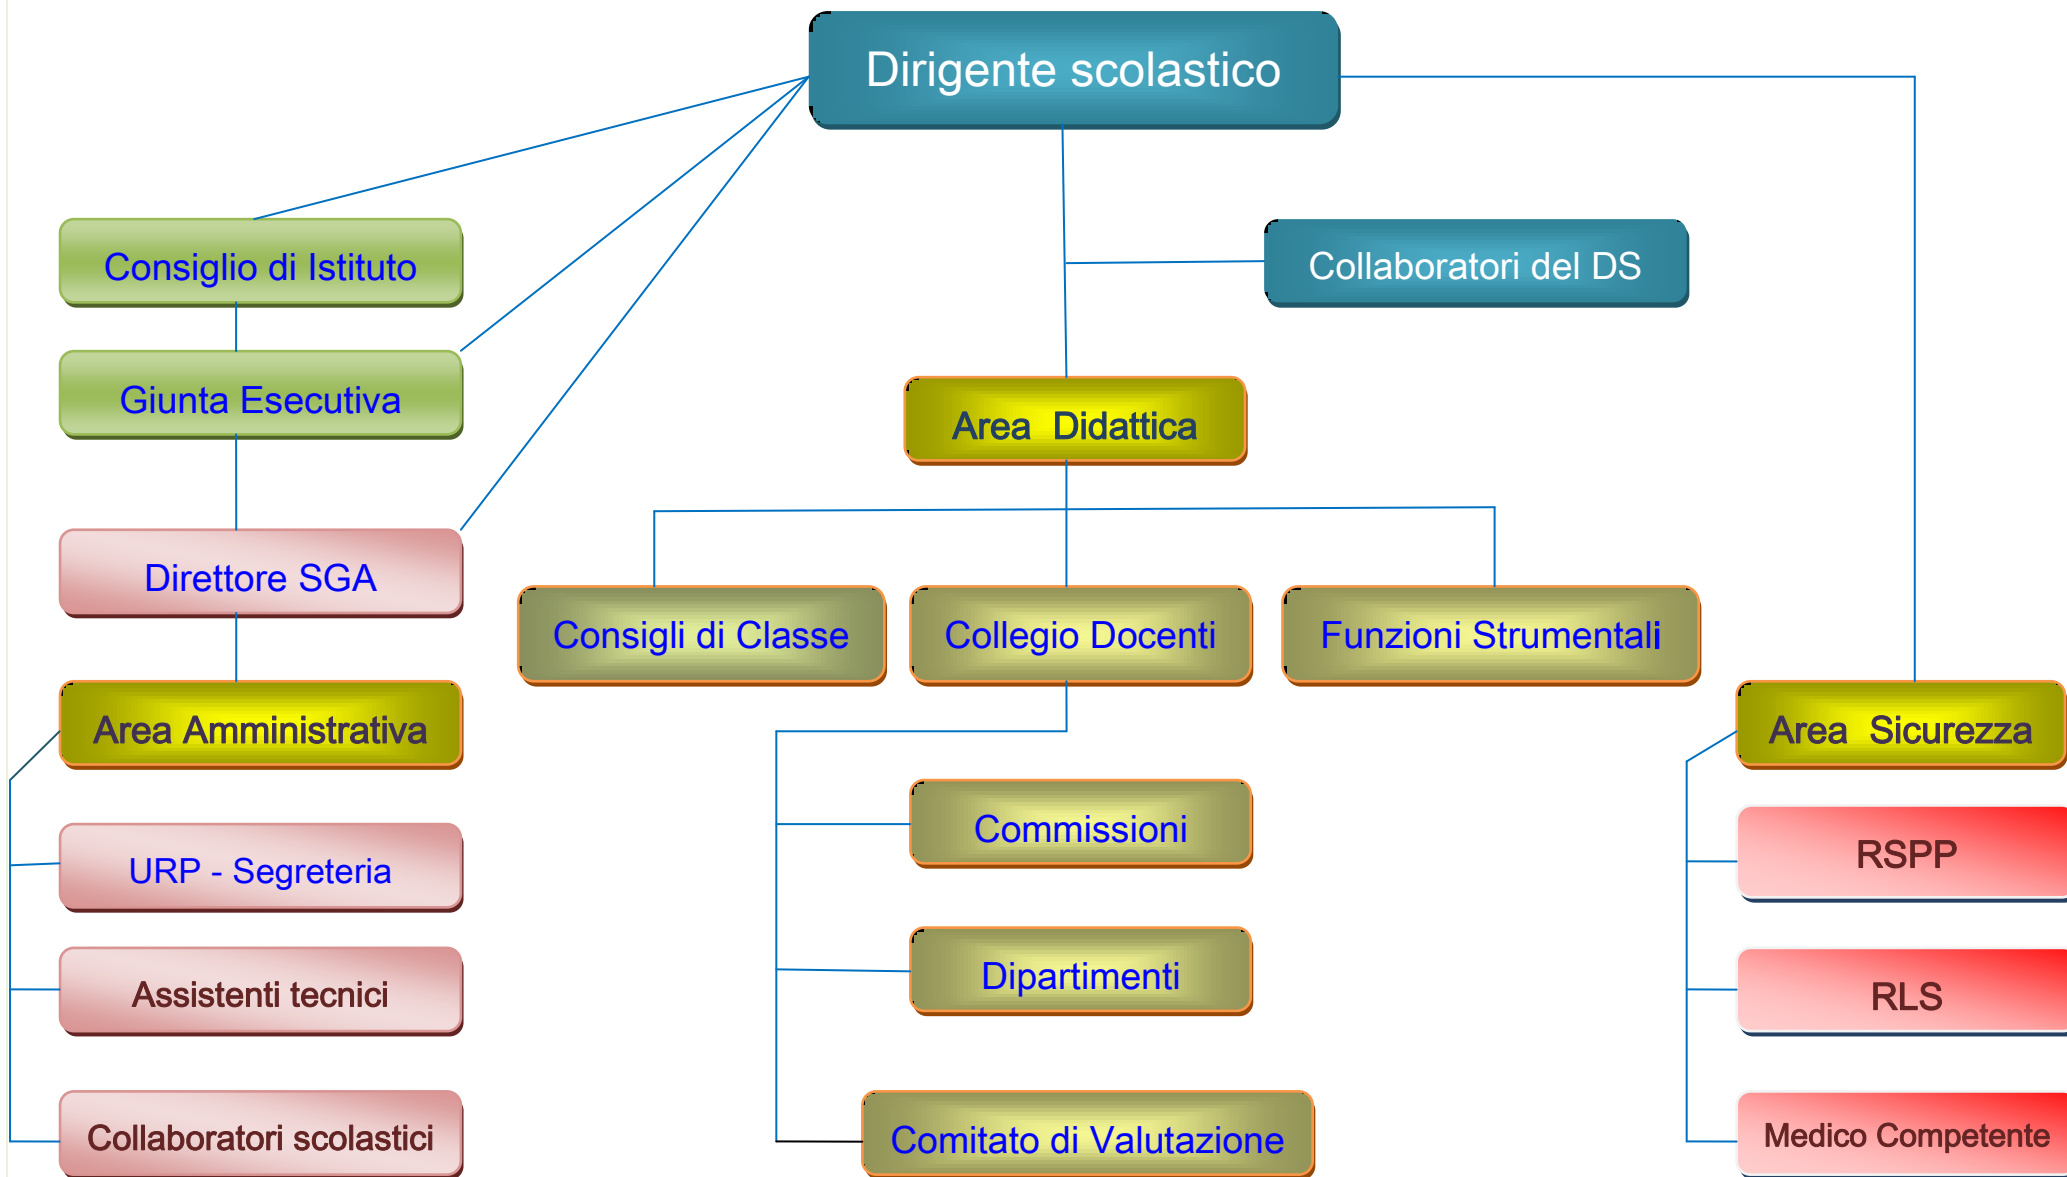 Dirigente scolastico
Consiglio di Istituto
Collaboratori del DS
Giunta Esecutiva
Area Didattica
Direttore SGA
Consigli di Classe
Collegio Docenti
Funzioni Strumentali
Area Amministrativa
Area Sicurezza
URP - Segreteria
Commissioni
RSPP
Assistenti tecnici
Dipartimenti
RLS
Collaboratori scolastici
Comitato di Valutazione
Medico Competente